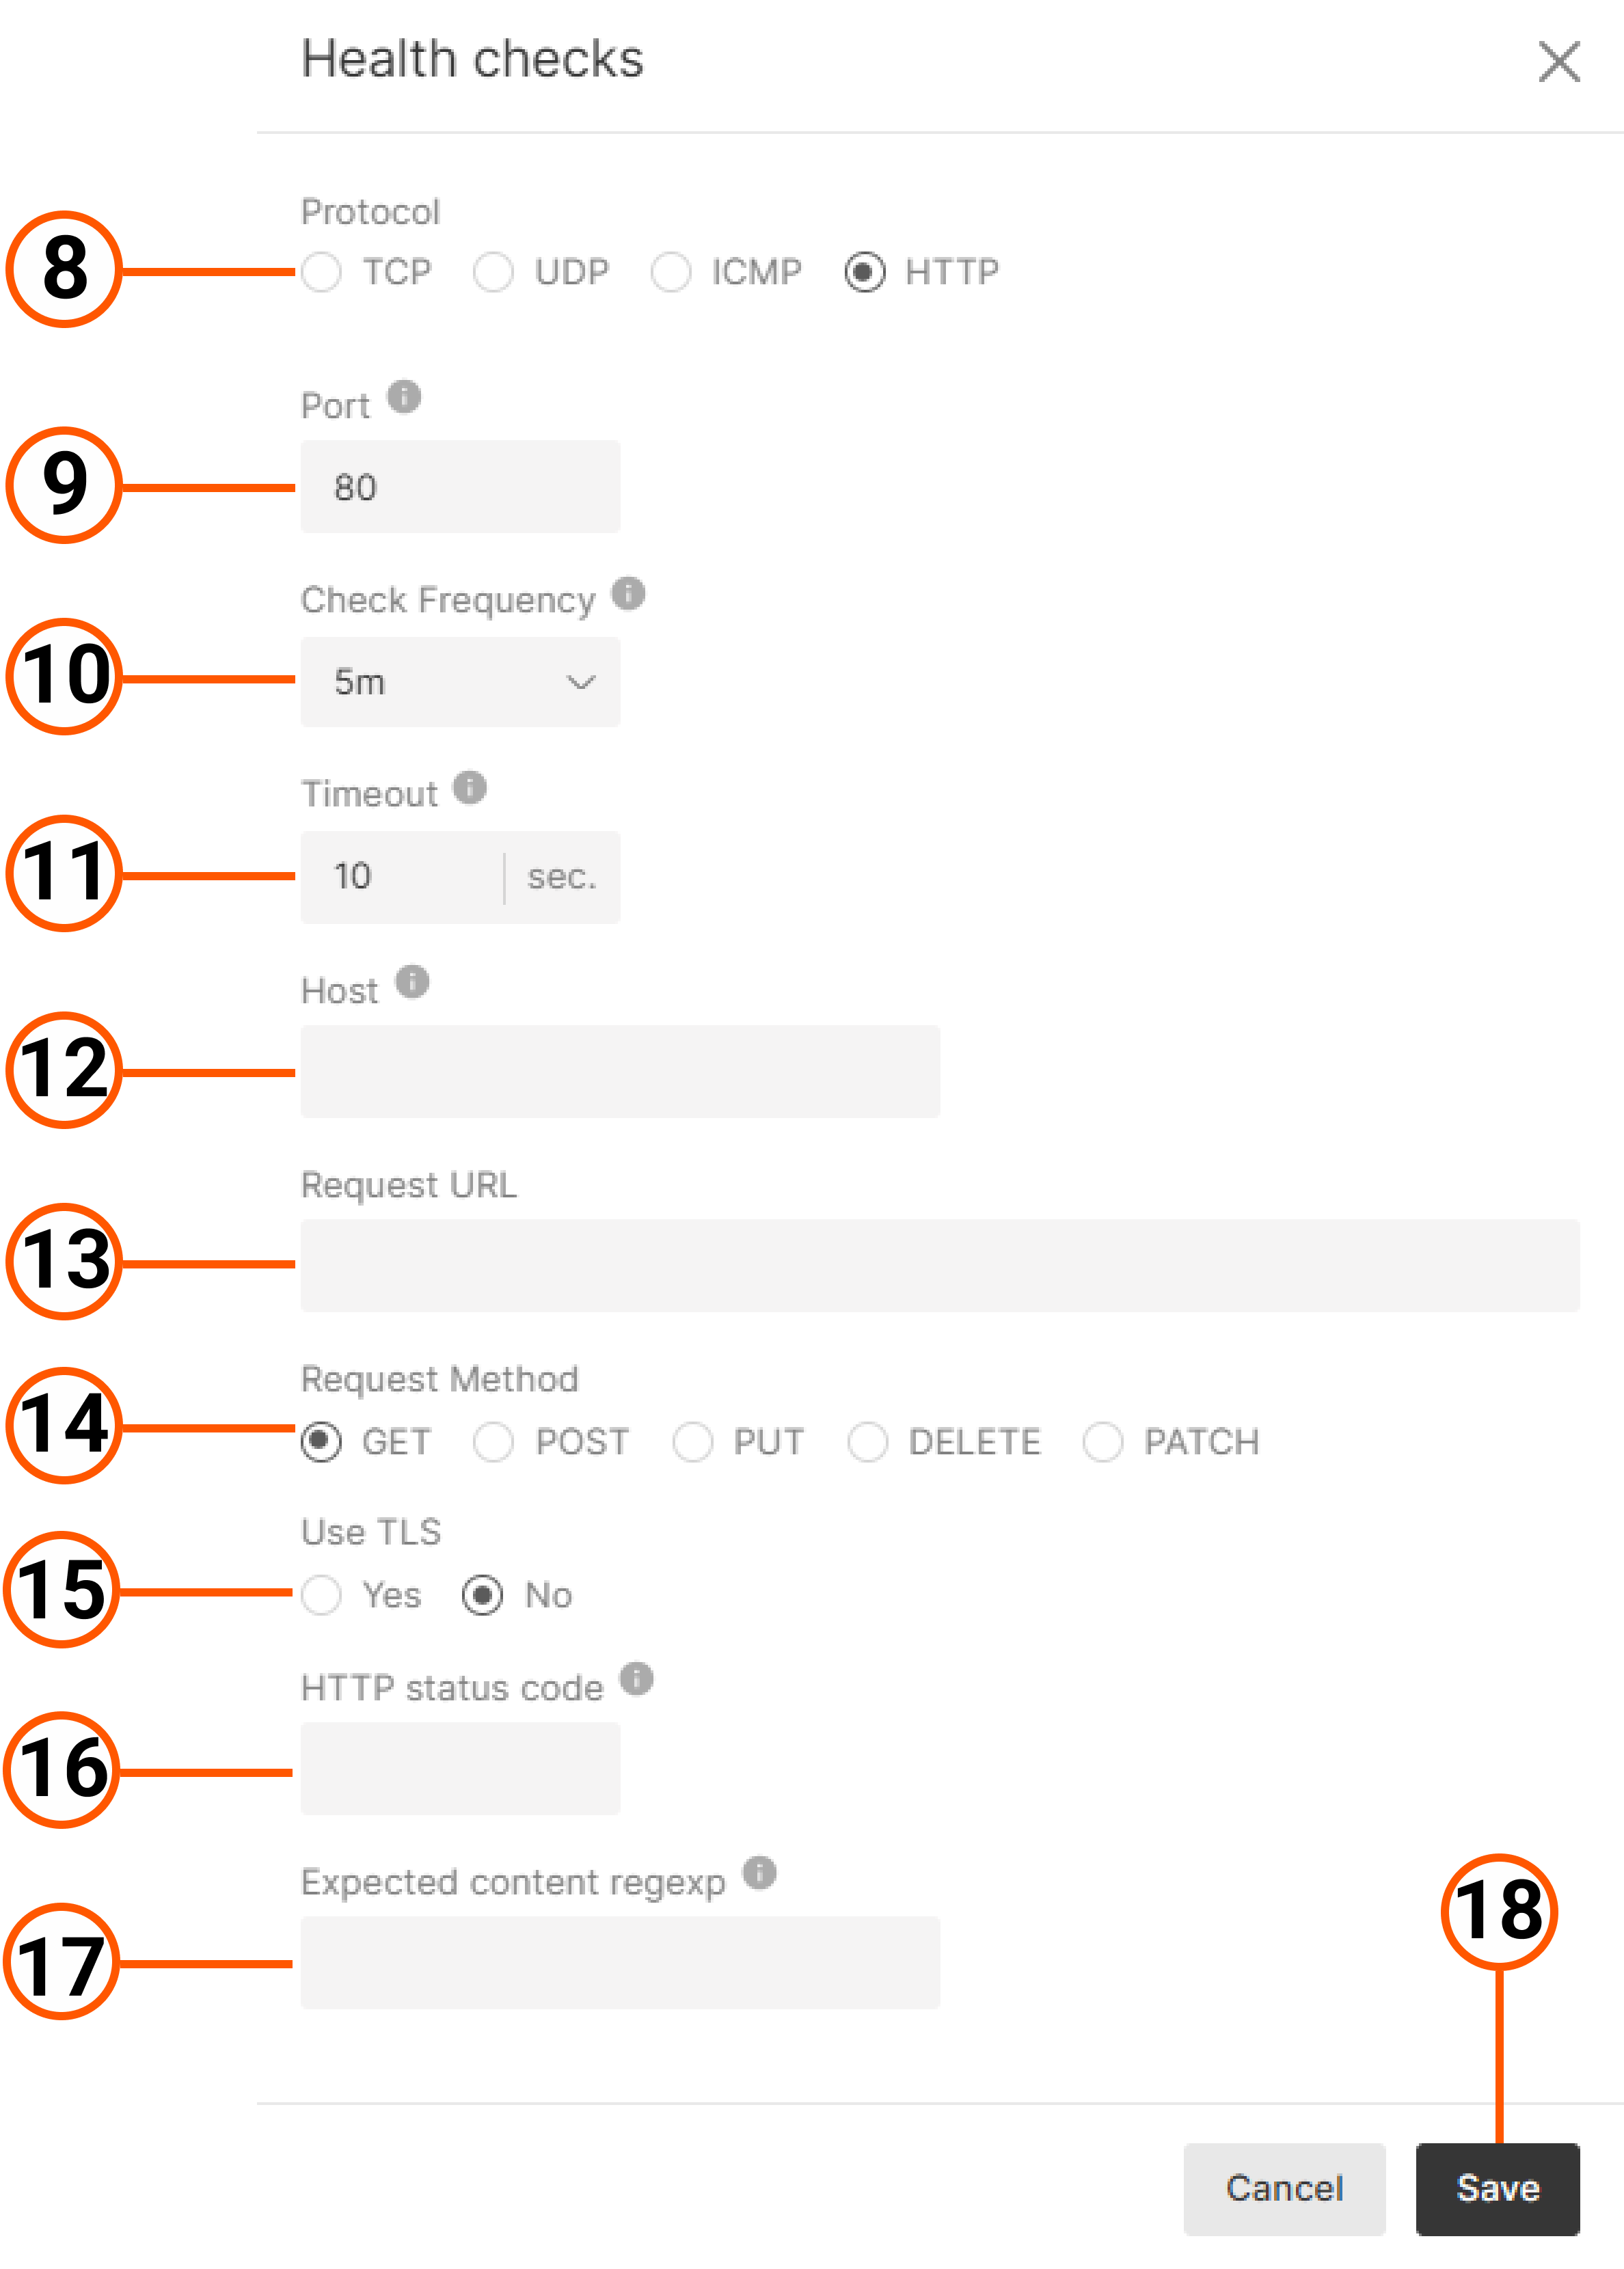 Health checks
Protocol
8
TCP UDP ICMP HTTP
Port
9
80
Check Frequency
10
5m
Timeout
11
10 sec.
Host
12
Request URL
13
Request Method
14
GET POST PUT DELETE PATCH
Use TLS
15
Yes No
HTTP status code
16
Expected content regexp
17
18
Cancel Save